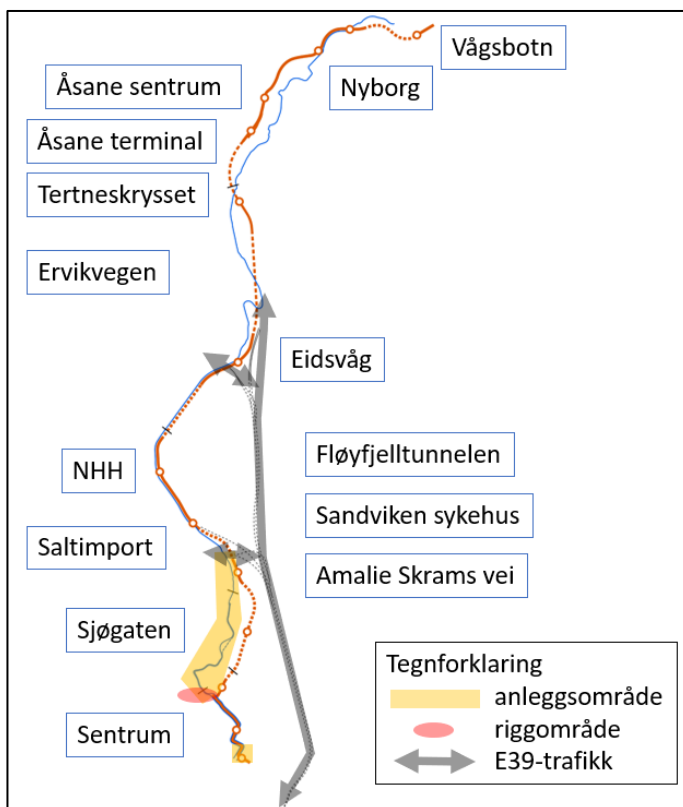 Vågsbotn
Nyborg
Åsane sentrum
Åsane terminal
Tertneskrysset
Ervikvegen
Eidsvåg
Fløyfjelltunnelen
NHH
Sandviken sykehus
Saltimport
Amalie Skrams vei
Sjøgaten
Sentrum
Tegnforklaring
anleggsområde
riggområde
E39-trafikk